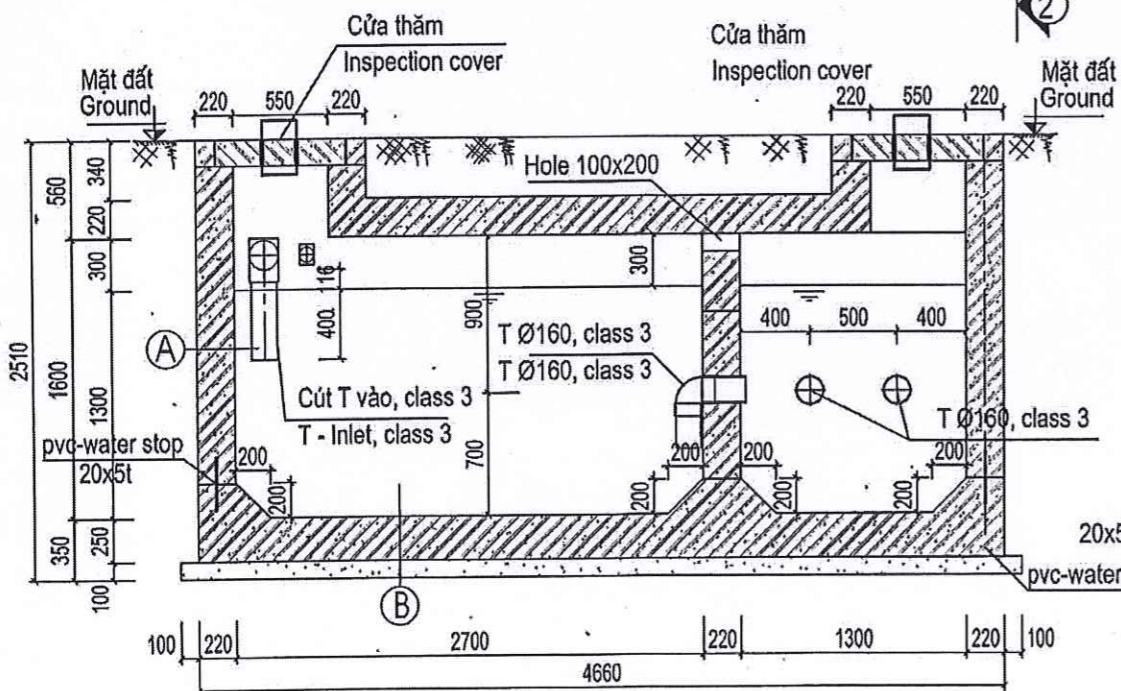 2
Cửa thăm
Inspection cover
Cửa thăm
Inspection cover
Mặt đất
Ground
Mặt đất
Ground
220 550 220
220 550 220
Hole 100x200
340
560
220
300
116
300
900
400
400 500 400
A
T Ø160, class 3
T Ø160, class 3
2510
1600
1300
Cút T vào, class 3
T - Inlet, class 3
T Ø160, class 3
pvc-water stop
20x5t
700
200
200
200
200
200
200
200
200
350
250
100
20x5
pvc-water
B
100 220 2700 220 1300 220 100
4660